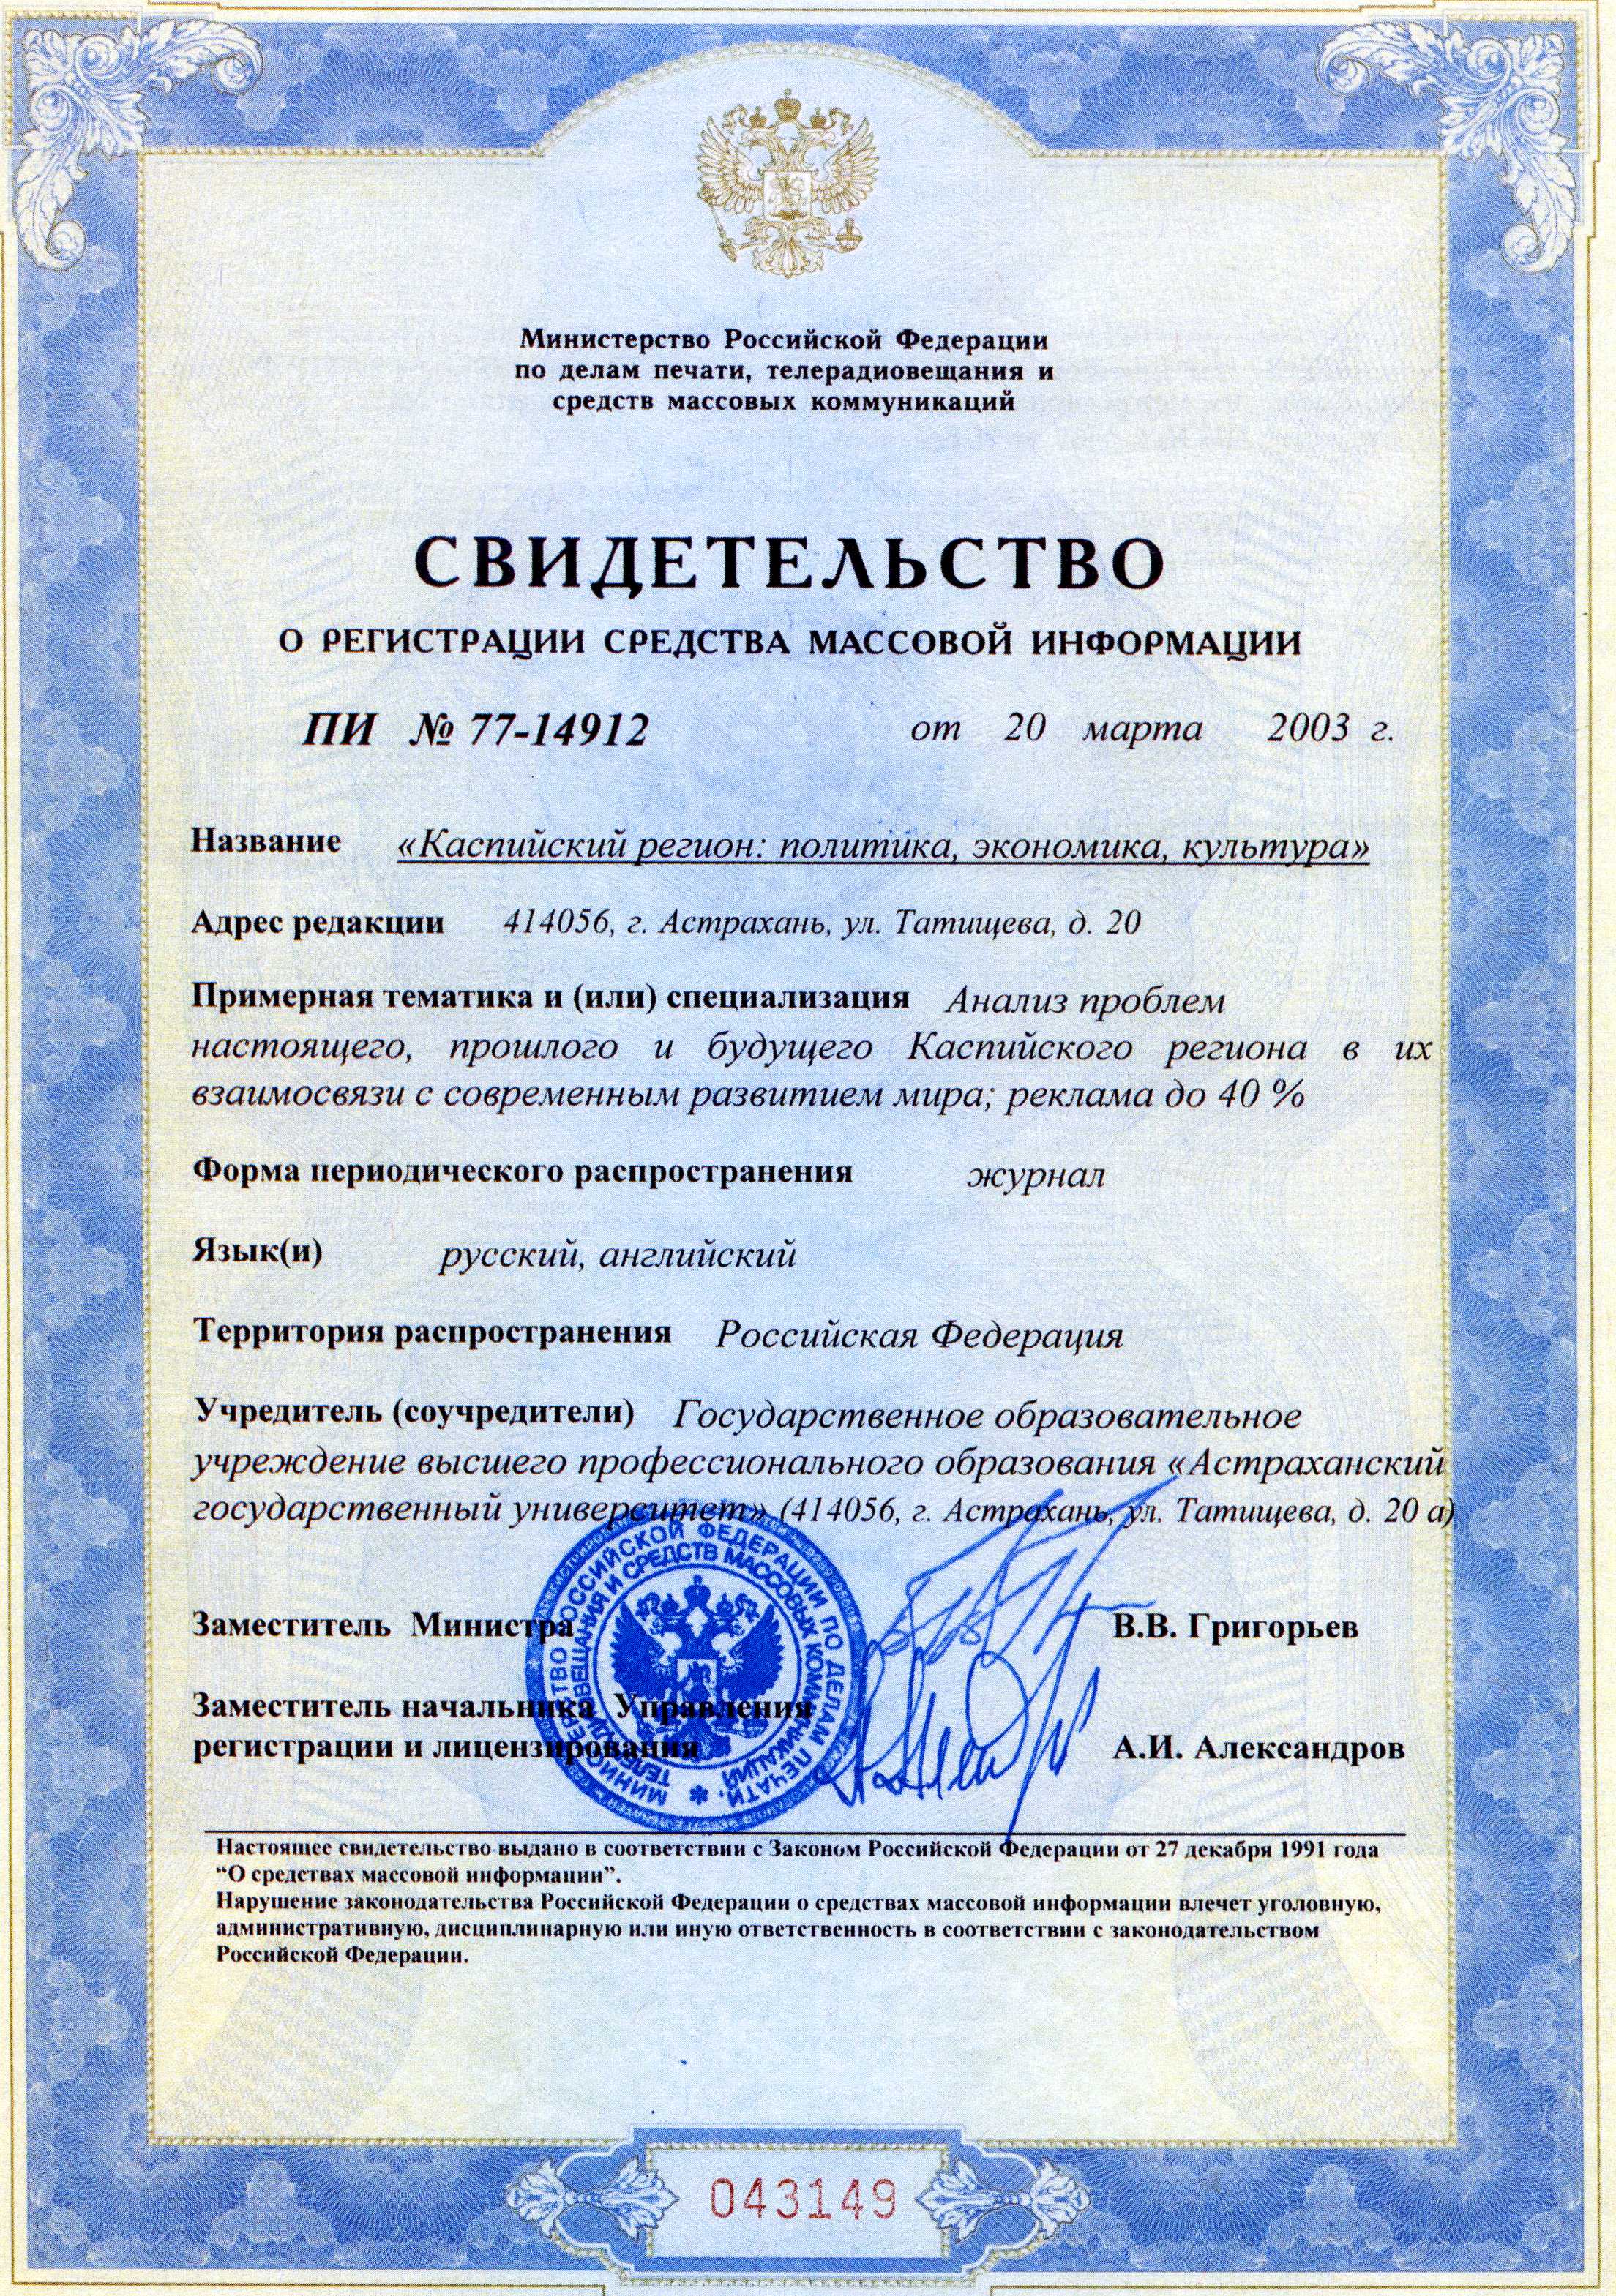 Министерство Российской Федерации
по делам печати, телерадиовещания и
средств массовых коммуникаций
СВИДЕТЕЛЬСТВО
О РЕГИСТРАЦИИ СРЕДСТВА МАССОВОЙ ИНФОРМАЦИИ
ПИ № 77-14912 от 20 марта 2003 г.
Название «Каспийский регион: политика, экономика, культура»
Адрес редакции 414056, г. Астрахань, ул. Татищева, д. 20
Примерная тематика и (или) специализация Анализ проблем
настоящего, прошлого и будущего Каспийского региона в их
взаимосвязи с современным развитием мира; реклама до 40 %
Форма периодического распространения журнал
Язык(и) русский, английский
Территория распространения Российская Федерация
Учредитель (соучредители) Государственное образовательное
учреждение высшего профессионального образования «Астраханский
государственный университет» (414056, г. Астрахань, ул. Татищева, д. 20 а)
МИНИСТЕРСТВО РОССИЙСКОЙ ФЕДЕРАЦИИ ПО ДЕЛАМ ПЕЧАТИ,
ТЕЛЕРАДИОВЕЩАНИЯ И СРЕДСТВ МАССОВЫХ КОММУНИКАЦИЙ
Заместитель Министра В.В. Григорьев
Заместитель начальника Управления
регистрации и лицензирования А.И. Александров
Настоящее свидетельство выдано в соответствии с Законом Российской Федерации от 27 декабря 1991 года
“О средствах массовой информации”.
Нарушение законодательства Российской Федерации о средствах массовой информации влечет уголовную,
административную, дисциплинарную или иную ответственность в соответствии с законодательством
Российской Федерации.
043149